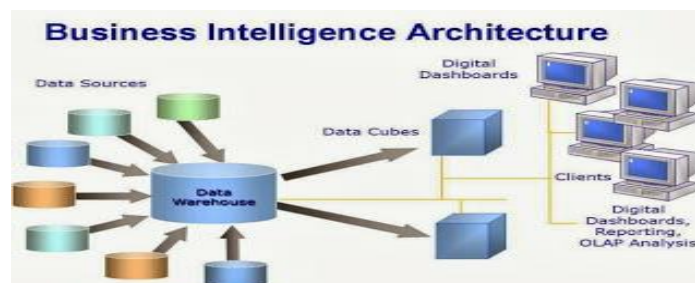 Business Intelligence Architecture
Data Sources
Digital
Dashboards
Data Cubes
Data
Warehouse
Clients
Digital
Dashboards,
Reporting,
OLAP Analysis